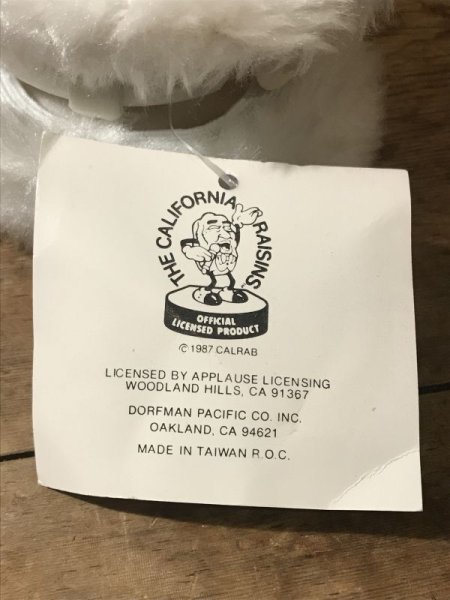 THE CALIFORNIA RAISINS™
OFFICIAL
LICENSED PRODUCT
© 1987 CALRAB
LICENSED BY APPLAUSE LICENSING
WOODLAND HILLS, CA 91367
DORFMAN PACIFIC CO. INC.
OAKLAND, CA 94621
MADE IN TAIWAN R.O.C.